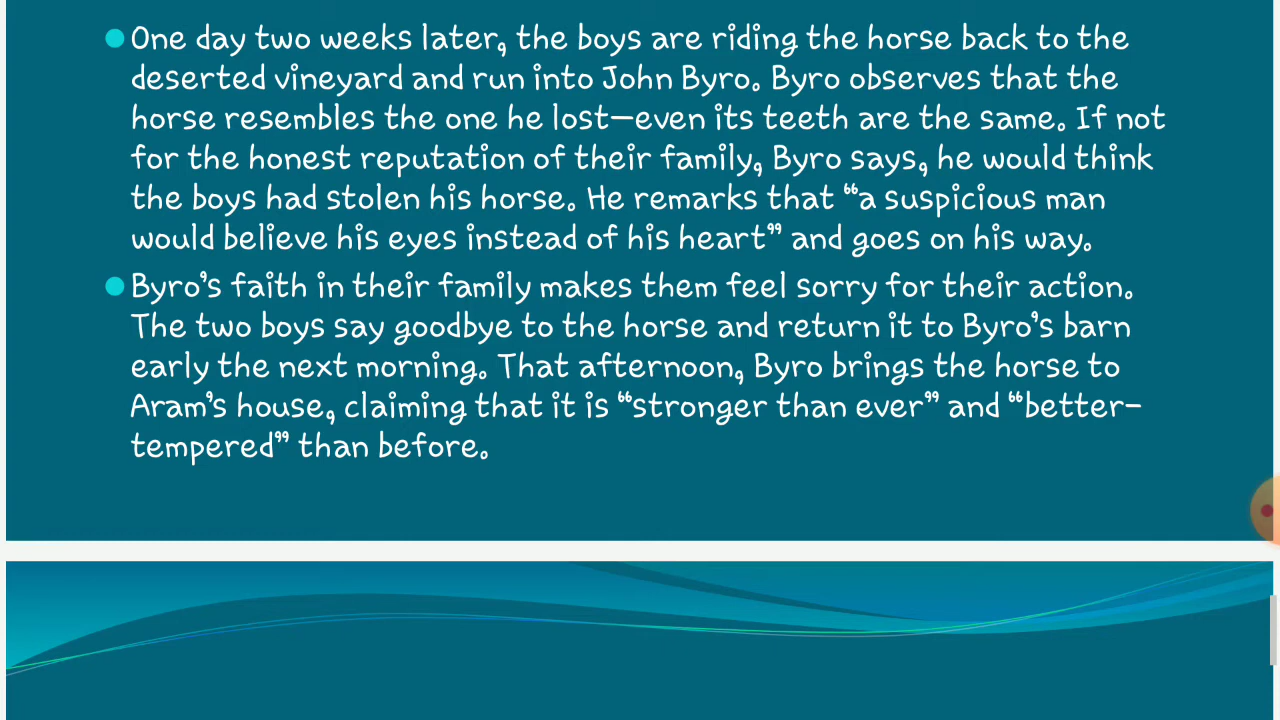 One day two weeks later, the boys are riding the horse back to the
deserted vineyard and run into John Byro. Byro observes that the
horse resembles the one he lost—even its teeth are the same. If not
for the honest reputation of their family, Byro says, he would think
the boys had stolen his horse. He remarks that “a suspicious man
would believe his eyes instead of his heart” and goes on his way.
Byro’s faith in their family makes them feel sorry for their action.
The two boys say goodbye to the horse and return it to Byro’s barn
early the next morning. That afternoon, Byro brings the horse to
Aram’s house, claiming that it is “stronger than ever” and “better-
tempered” than before.